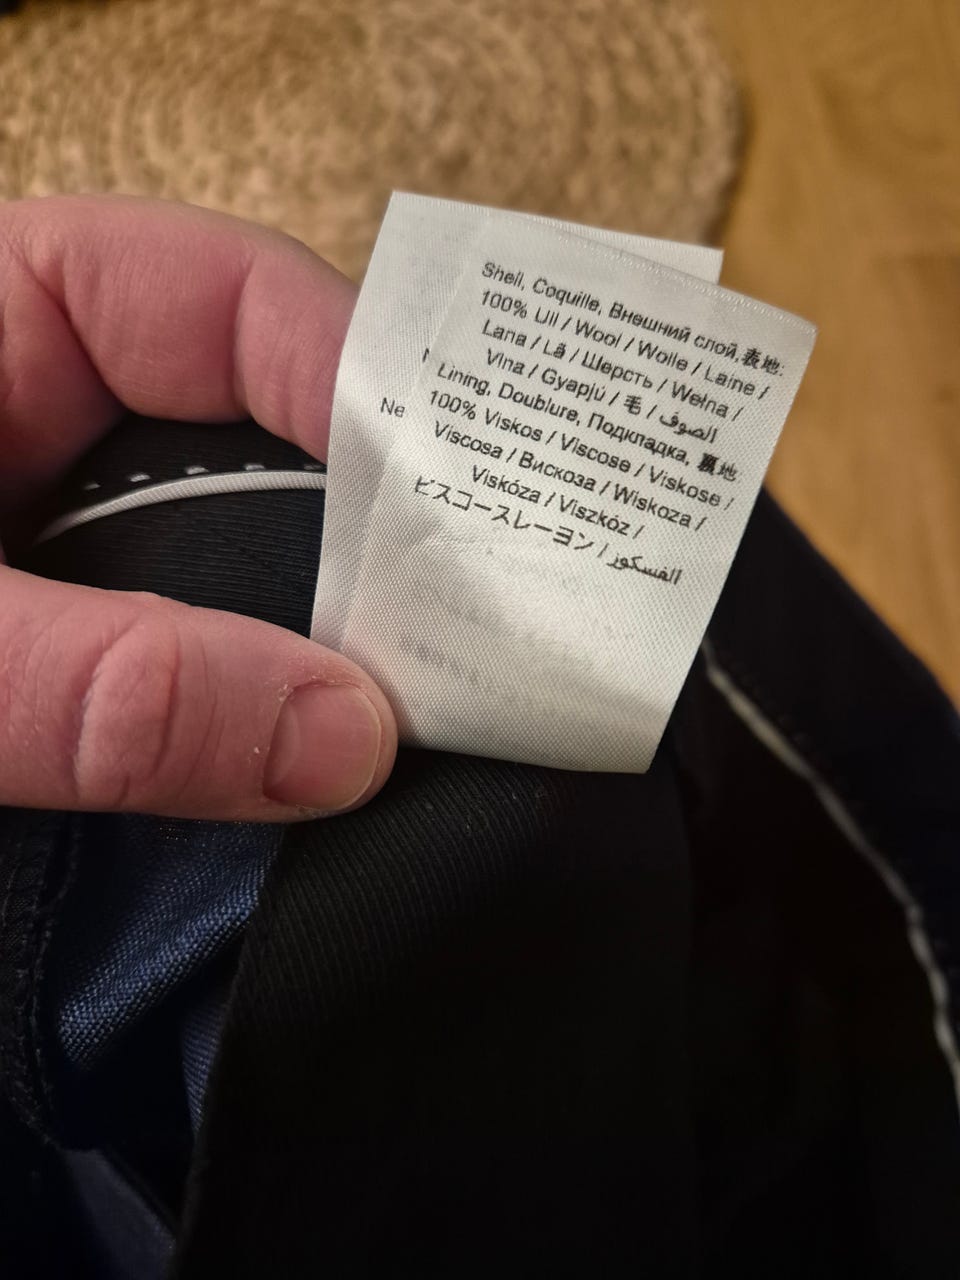 Shell, Coquille, Внешний слой, 表地:
100% Ull / Wool / Wolle / Laine /
Lana / Lã / Шерсть / Wełna /
Vlna / Gyapjú / 毛 / الصوف
Lining, Doublure, Подкладка, 裏地
100% Viskos / Viscose / Viskose /
Viscosa / Вискоза / Wiskoza /
Viskóza / Viszkóz /
ビスコースレーヨン / الفسكوز
Ne